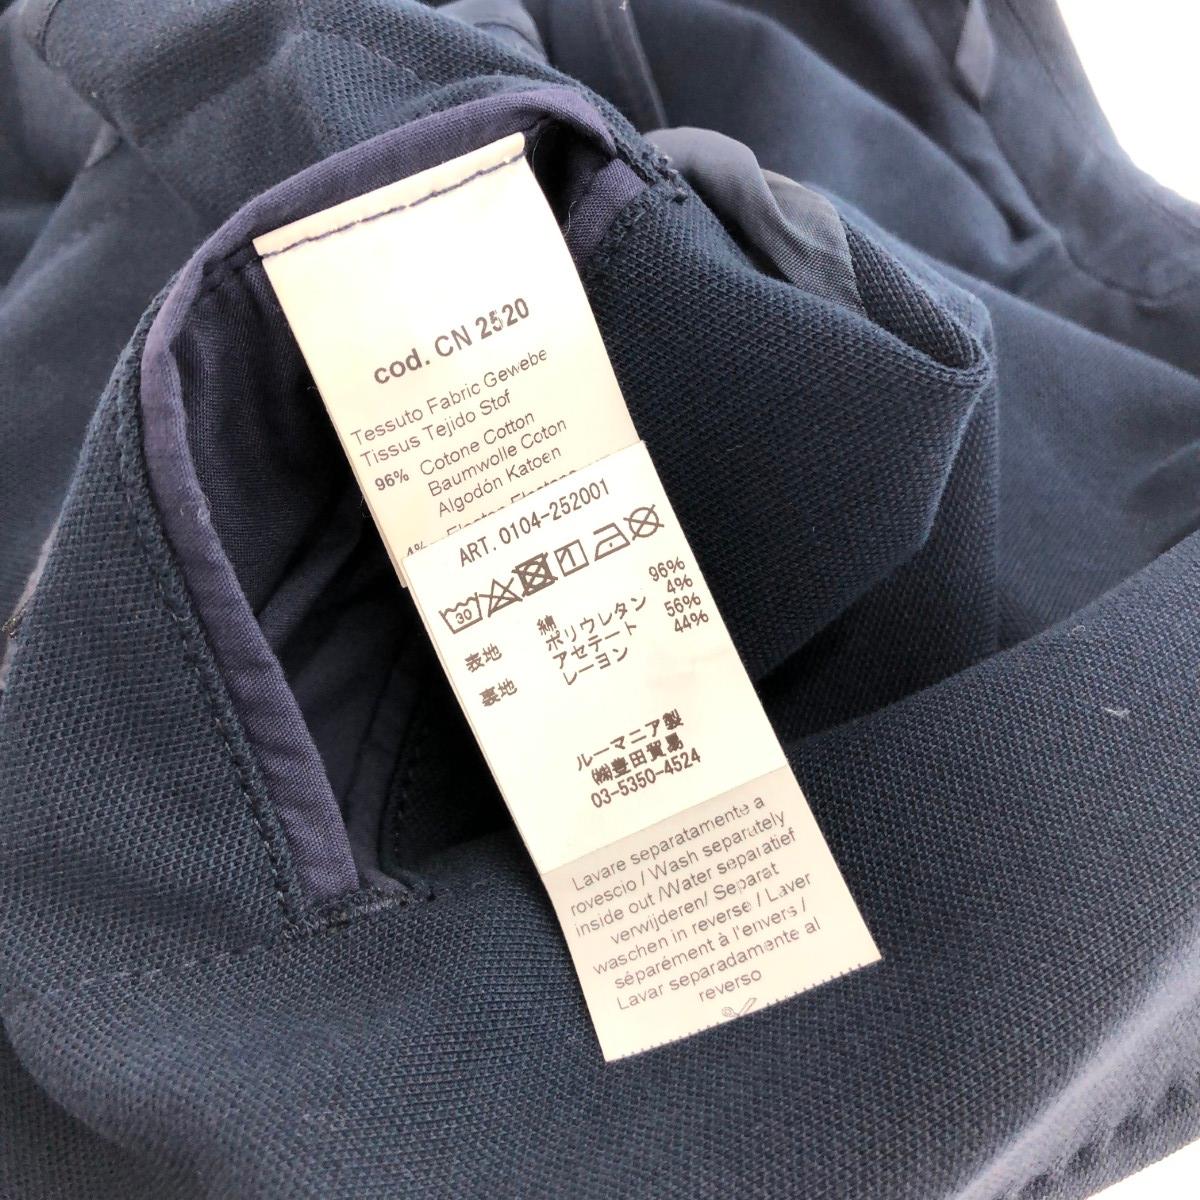 cod. CN 2520
Tessuto Fabric Gewebe
Tissus Tejido Stof
96% Cotone Cotton
Baumwolle Coton
Algodón Katoen
4%
ART. 0104-252001
30 1
表地 綿 96%
ポリウレタン 4%
裏地 アセテート 56%
レーヨン 44%
ルーマニア製
㈱豊田貿易
03-5350-4524
Lavare separatamente a
rovescio / Wash separately
inside out /Water separatief
verwijderen/ Separat
waschen in reverse / Laver
séparément à l'envers /
Lavar separadamente al
reverso